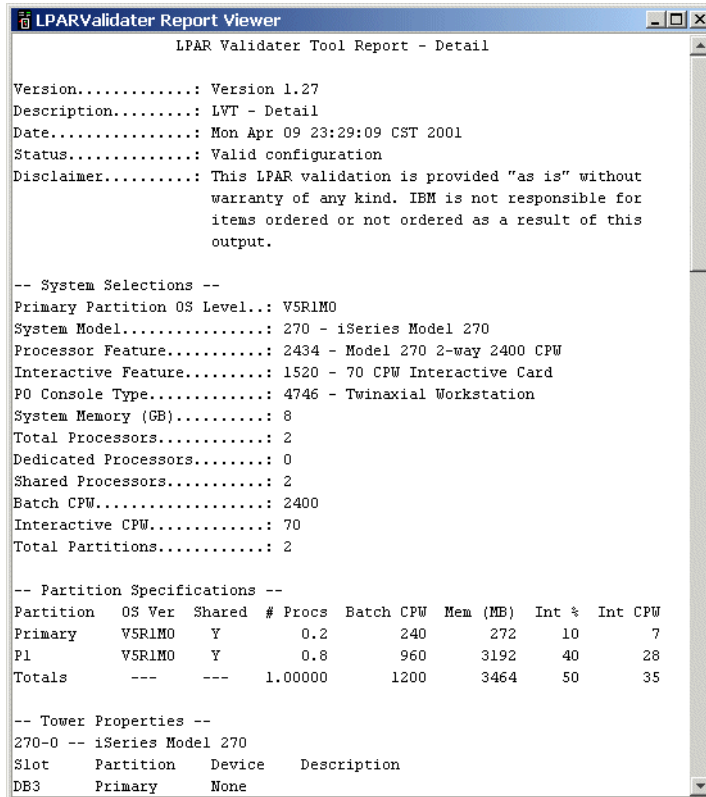 LPARValidater Report Viewer
LPAR Validater Tool Report - Detail
Version.............: Version 1.27
Description.........: LVT - Detail
Date................: Mon Apr 09 23:29:09 CST 2001
Status..............: Valid configuration
Disclaimer..........: This LPAR validation is provided "as is" without
warranty of any kind. IBM is not responsible for
items ordered or not ordered as a result of this
output.
-- System Selections --
Primary Partition OS Level..: V5R1M0
System Model................: 270 - iSeries Model 270
Processor Feature...........: 2434 - Model 270 2-way 2400 CPW
Interactive Feature.........: 1520 - 70 CPW Interactive Card
PO Console Type.............: 4746 - Twinaxial Workstation
System Memory (GB)..........: 8
Total Processors............: 2
Dedicated Processors........: 0
Shared Processors...........: 2
Batch CPW...................: 2400
Interactive CPW.............: 70
Total Partitions............: 2
-- Partition Specifications --
Partition OS Ver Shared # Procs Batch CPW Mem (MB) Int % Int CPW
Primary V5R1M0 Y 0.2 240 272 10 7
P1 V5R1M0 Y 0.8 960 3192 40 28
Totals --- --- 1.00000 1200 3464 50 35
-- Tower Properties --
270-0 -- iSeries Model 270
Slot Partition Device Description
DB3 Primary None